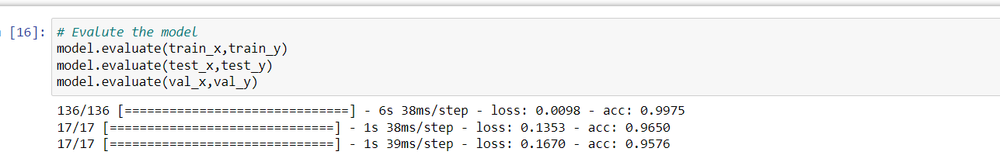 [16]: # Evalute the model
model.evaluate(train_x,train_y)
model.evaluate(test_x,test_y)
model.evaluate(val_x,val_y)
136/136 [==============================] - 6s 38ms/step - loss: 0.0098 - acc: 0.9975
17/17 [==============================] - 1s 38ms/step - loss: 0.1353 - acc: 0.9650
17/17 [==============================] - 1s 39ms/step - loss: 0.1670 - acc: 0.9576